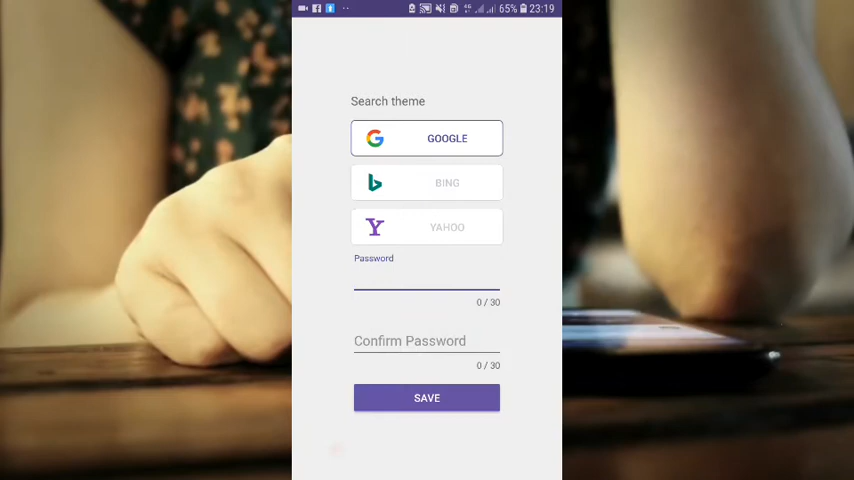 65% 23:19
Search theme
GOOGLE
BING
YAHOO
Password
0 / 30
Confirm Password
0 / 30
SAVE